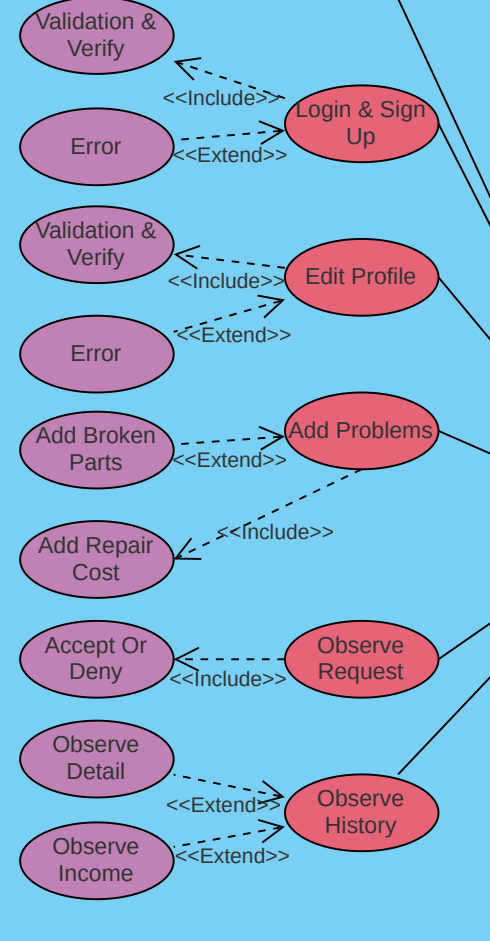 Validation &
Verify
<<Include>>
Login & Sign
Up
Error
<<Extend>>
Validation &
Verify
<<Include>>
Edit Profile
<<Extend>>
Error
Add Broken
Parts
<<Extend>>
Add Problems
<<Include>>
Add Repair
Cost
Accept Or
Deny
<<Include>>
Observe
Request
Observe
Detail
<<Extend>>
Observe
History
Observe
Income
<<Extend>>